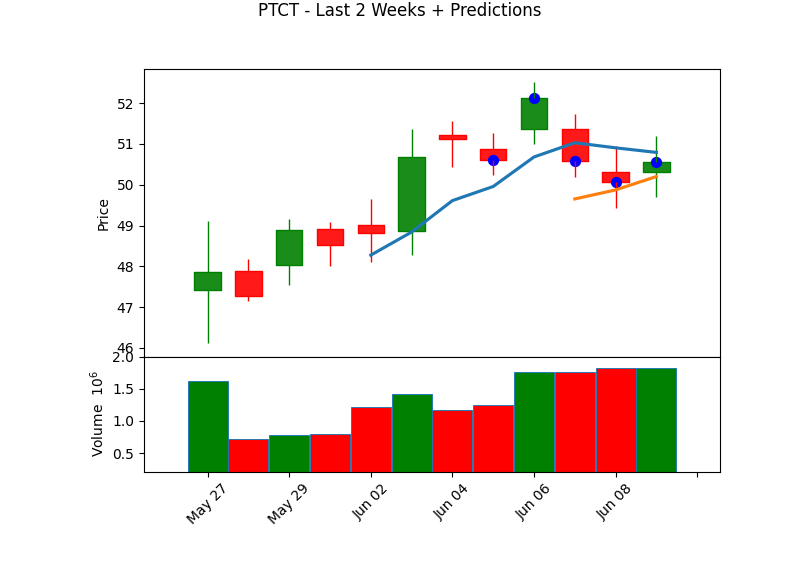 PTCT - Last 2 Weeks + Predictions
52
51
50
49
48
47
46
Price
2.0
1.5
1.0
0.5
Volume 10^6
May 27
May 29
Jun 02
Jun 04
Jun 06
Jun 08